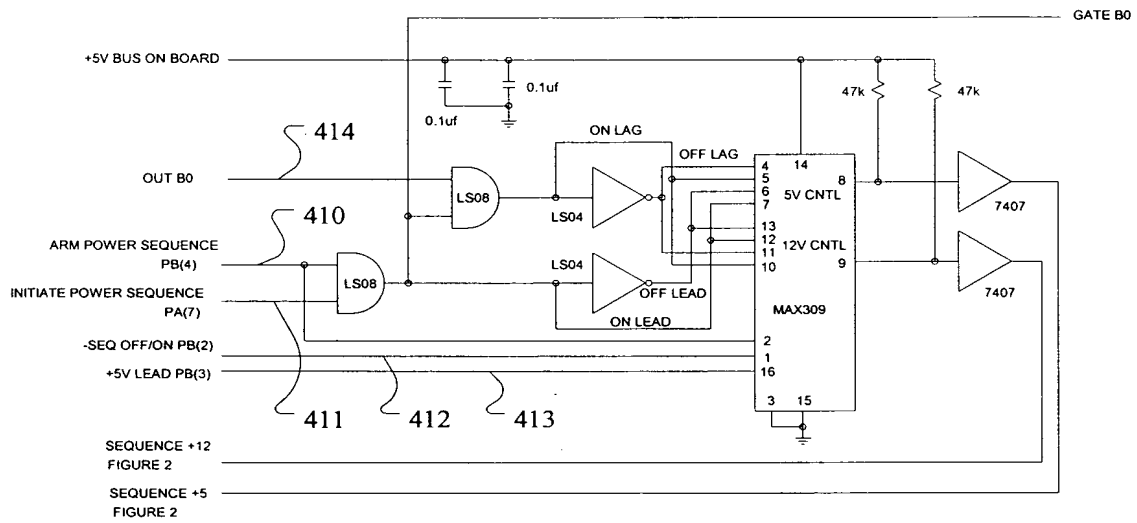 GATE B0
+5V BUS ON BOARD
0.1uf
0.1uf
47k
47k
414
ON LAG
OFF LAG
OUT B0
LS08
LS04
4
5
6
7
14
5V CNTL
8
7407
410
ARM POWER SEQUENCE
PB(4)
LS08
LS04
13
12
11
10
12V CNTL
9
7407
INITIATE POWER SEQUENCE
PA(7)
OFF LEAD
ON LEAD
MAX309
-SEQ OFF/ON PB(2)
+5V LEAD PB(3)
2
1
16
3
15
411
412
413
SEQUENCE +12
FIGURE 2
SEQUENCE +5
FIGURE 2